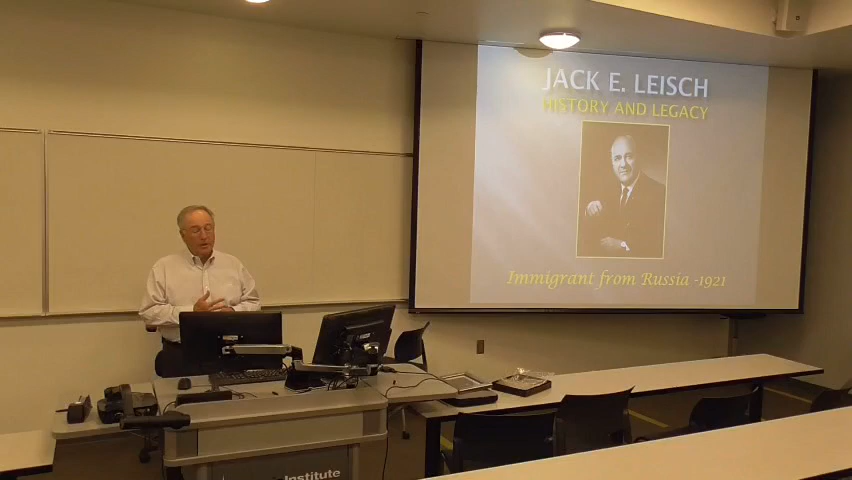 JACK E. LEISCH
HISTORY AND LEGACY
Immigrant from Russia -1921
Institute